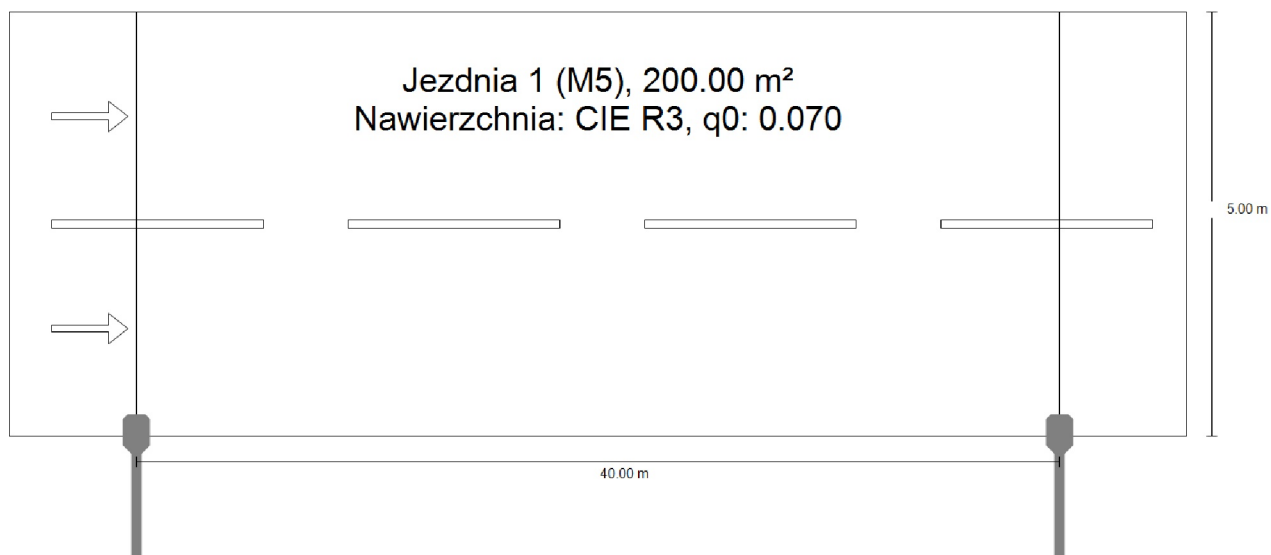 Jezdnia 1 (M5), 200.00 m²
Nawierzchnia: CIE R3, q0: 0.070
5.00 m
40.00 m